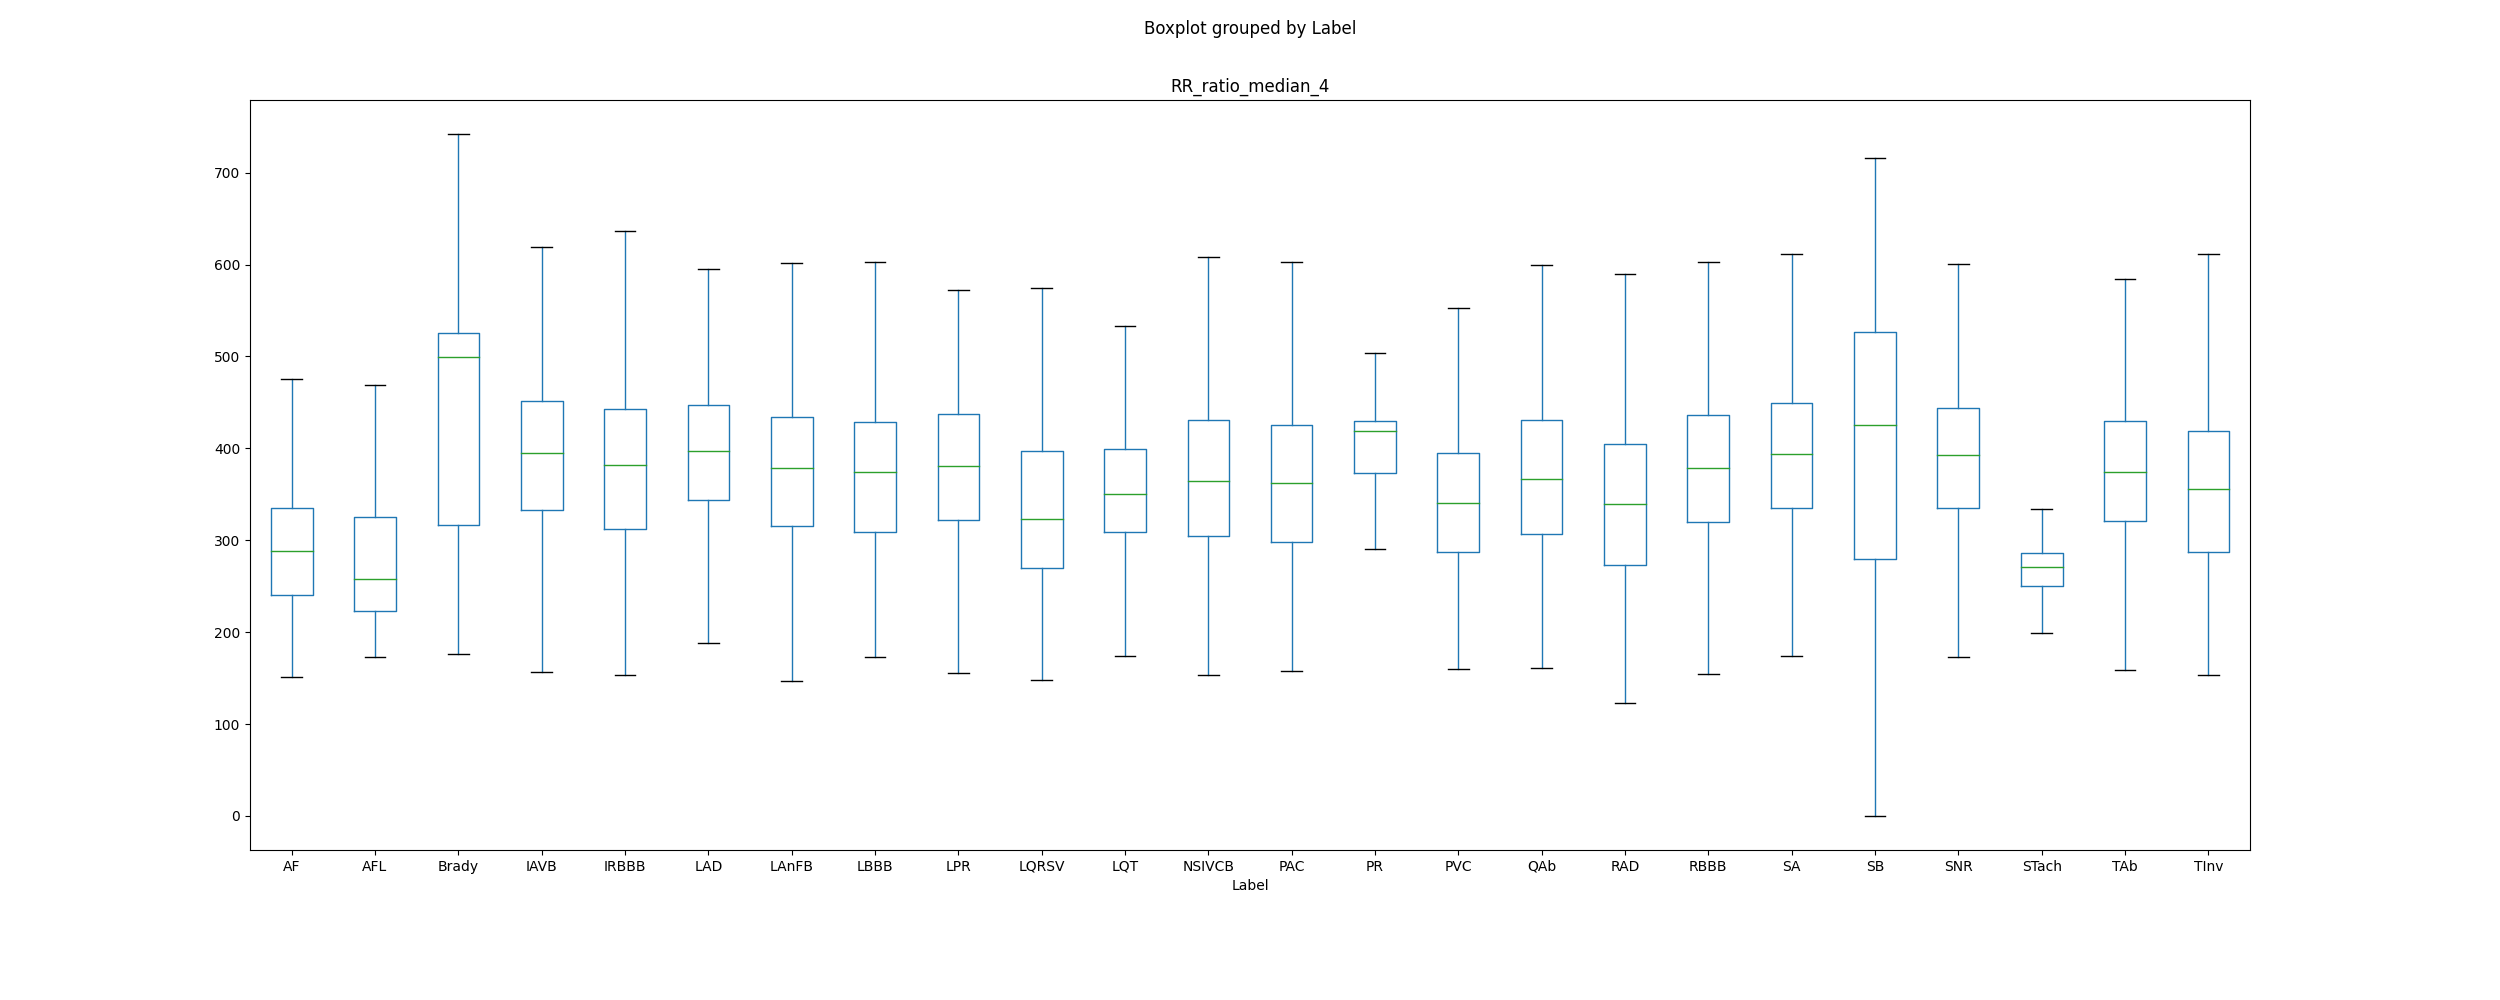 Boxplot grouped by Label
RR_ratio_median_4
700
600
500
400
300
200
100
0
AF AFL Brady IAVB IRBBB LAD LAnFB LBBB LPR LQRSV LQT NSIVCB PAC PR PVC QAb RAD RBBB SA SB SNR STach TAb TInv
Label